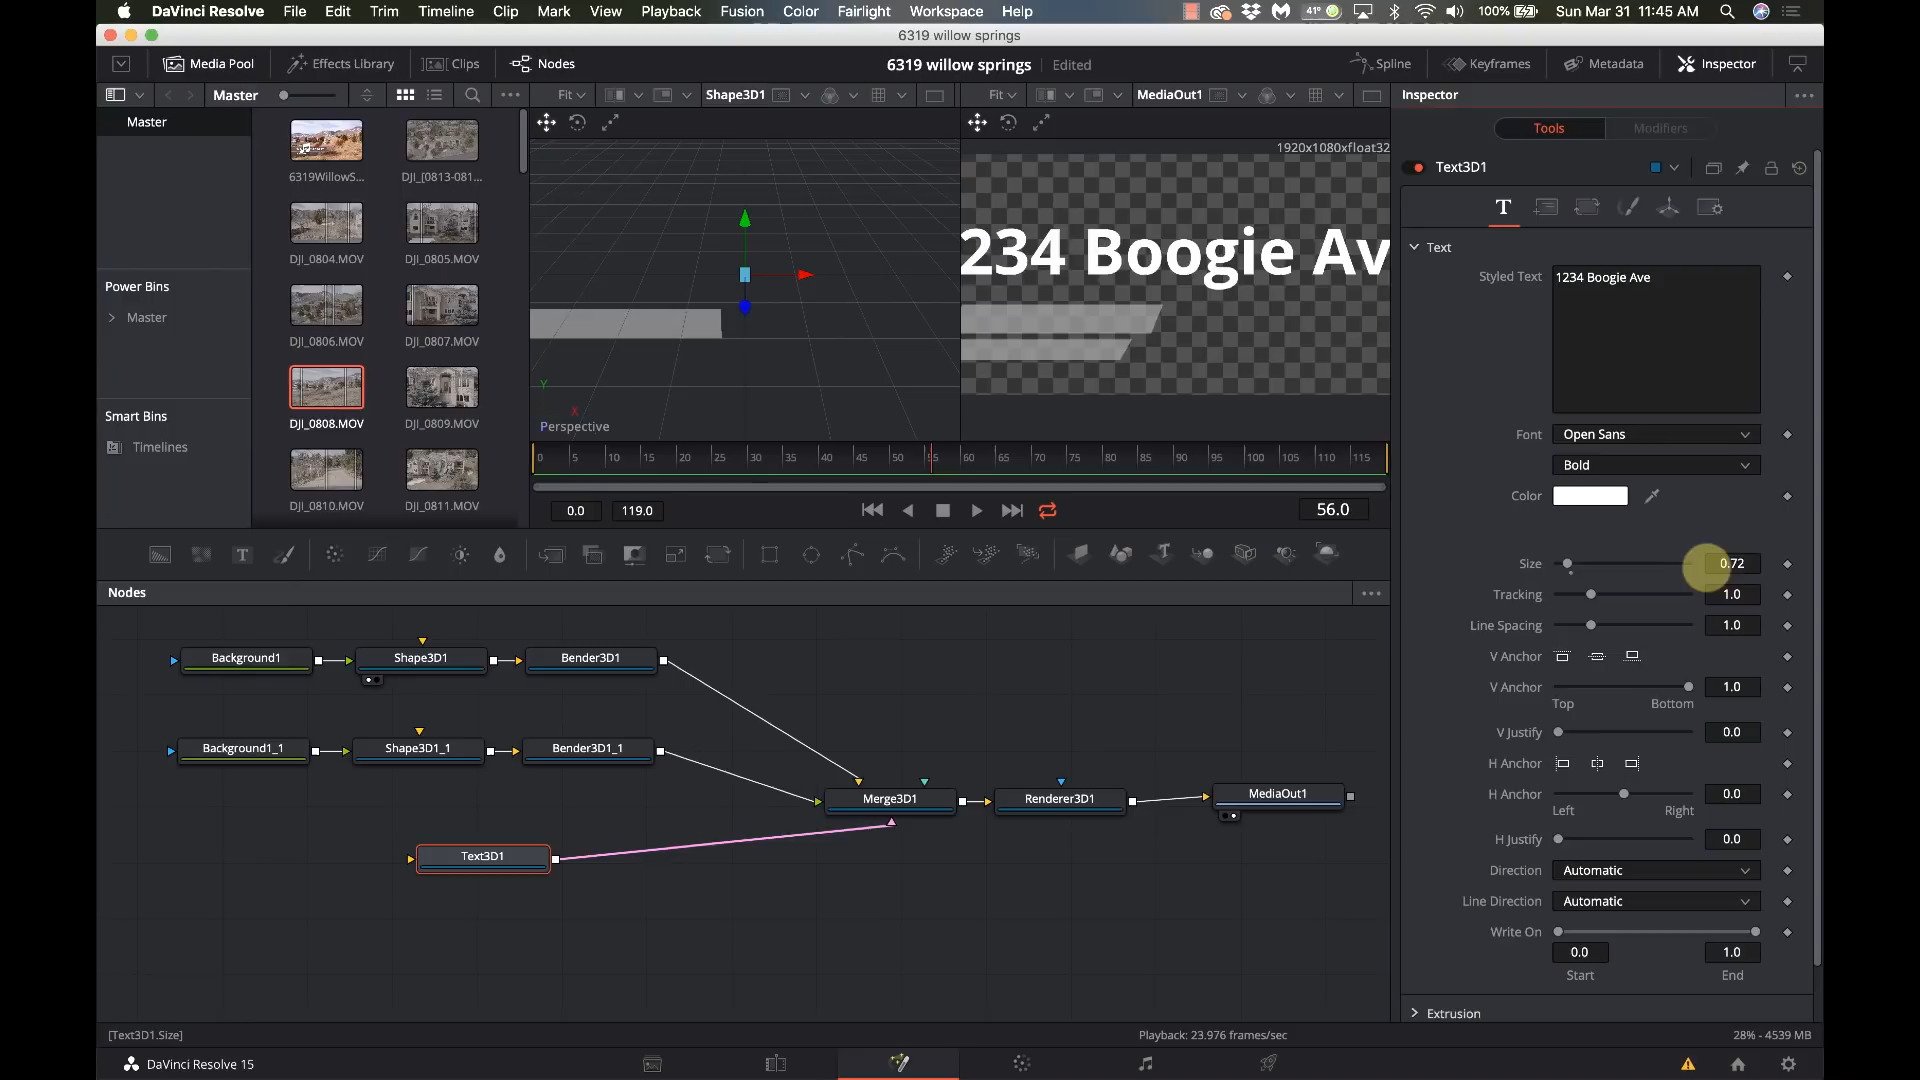 DaVinci Resolve File Edit Trim Timeline Clip Mark View Playback Fusion Color Fairlight Workspace Help 41° 100% Sun Mar 31 11:45 AM
6319 willow springs
Media Pool Effects Library Clips Nodes 6319 willow springs Edited Spline Keyframes Metadata Inspector
Master Fit Shape3D1 Fit MediaOut1 Inspector
Master
Tools Modifiers
1920x1080xfloat32
6319WillowS... DJI_[0813-081...
Text3D1
DJI_0804.MOV DJI_0805.MOV
Power Bins
Master
DJI_0806.MOV DJI_0807.MOV
Smart Bins
Timelines
DJI_0808.MOV DJI_0809.MOV
DJI_0810.MOV DJI_0811.MOV
Y
X
Perspective
234 Boogie Av
0 5 10 15 20 25 30 35 40 45 50 55 60 65 70 75 80 85 90 95 100 105 110 115
0.0 119.0 56.0
T
Text
Styled Text 1234 Boogie Ave
Font Open Sans
Bold
Color
Size 0.72
Tracking 1.0
Line Spacing 1.0
V Anchor
V Anchor 1.0
Top Bottom
V Justify 0.0
H Anchor
H Anchor 0.0
Left Right
H Justify 0.0
Direction Automatic
Line Direction Automatic
Write On
0.0 1.0
Start End
Extrusion
Nodes
Background1 Shape3D1 Bender3D1
Background1_1 Shape3D1_1 Bender3D1_1
Merge3D1 Renderer3D1 MediaOut1
Text3D1
[Text3D1.Size] Playback: 23.976 frames/sec 28% - 4539 MB
DaVinci Resolve 15